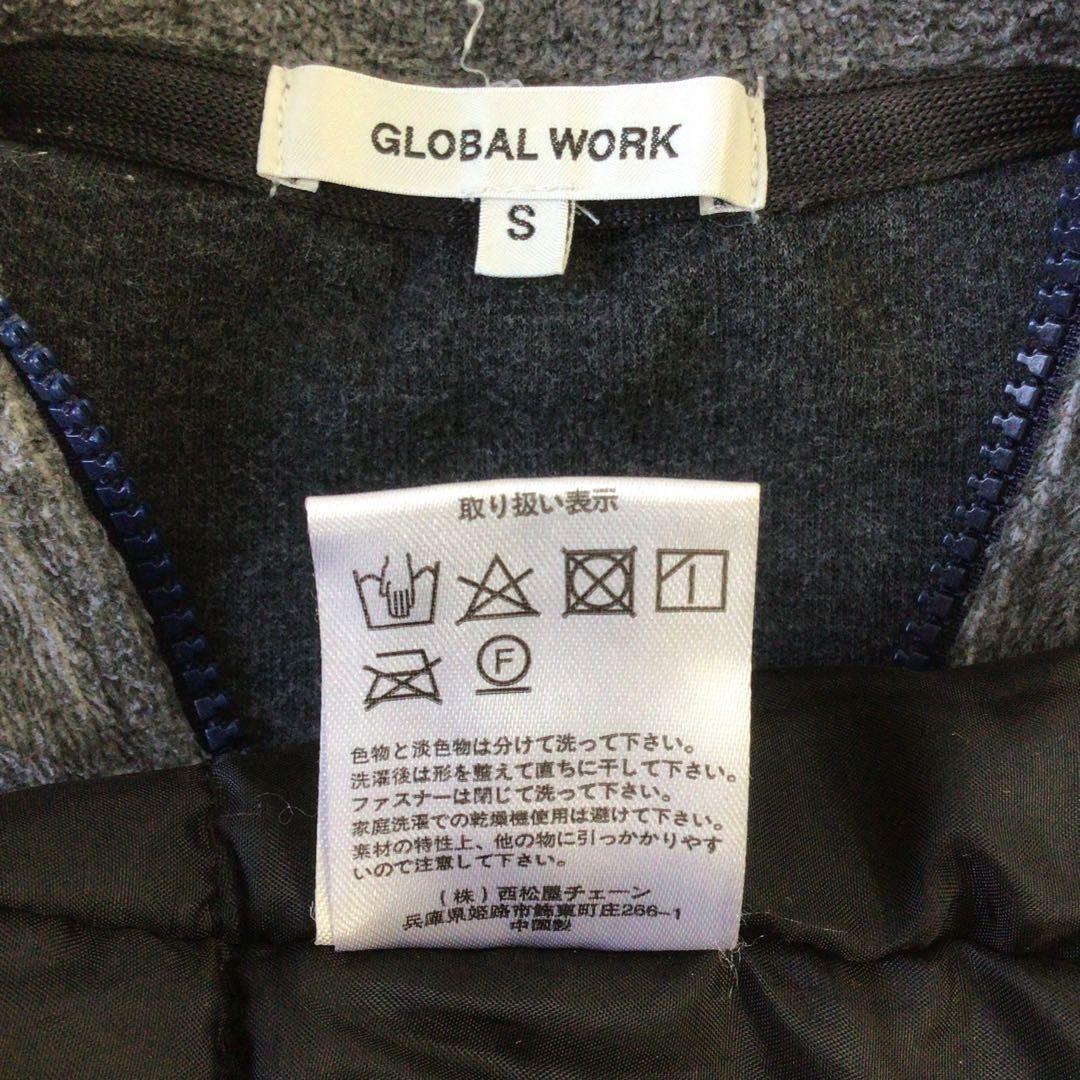 GLOBAL WORK
S
取り扱い表示
F
色物と淡色物は分けて洗って下さい。
洗濯後は形を整えて直ちに干して下さい。
ファスナーは閉じて洗って下さい。
家庭洗濯での乾燥機使用は避けて下さい。
素材の特性上、他の物に引っかかりやす
いので注意して下さい。
(株)西松屋チェーン
兵庫県姫路市飾東町庄266-1
中国製